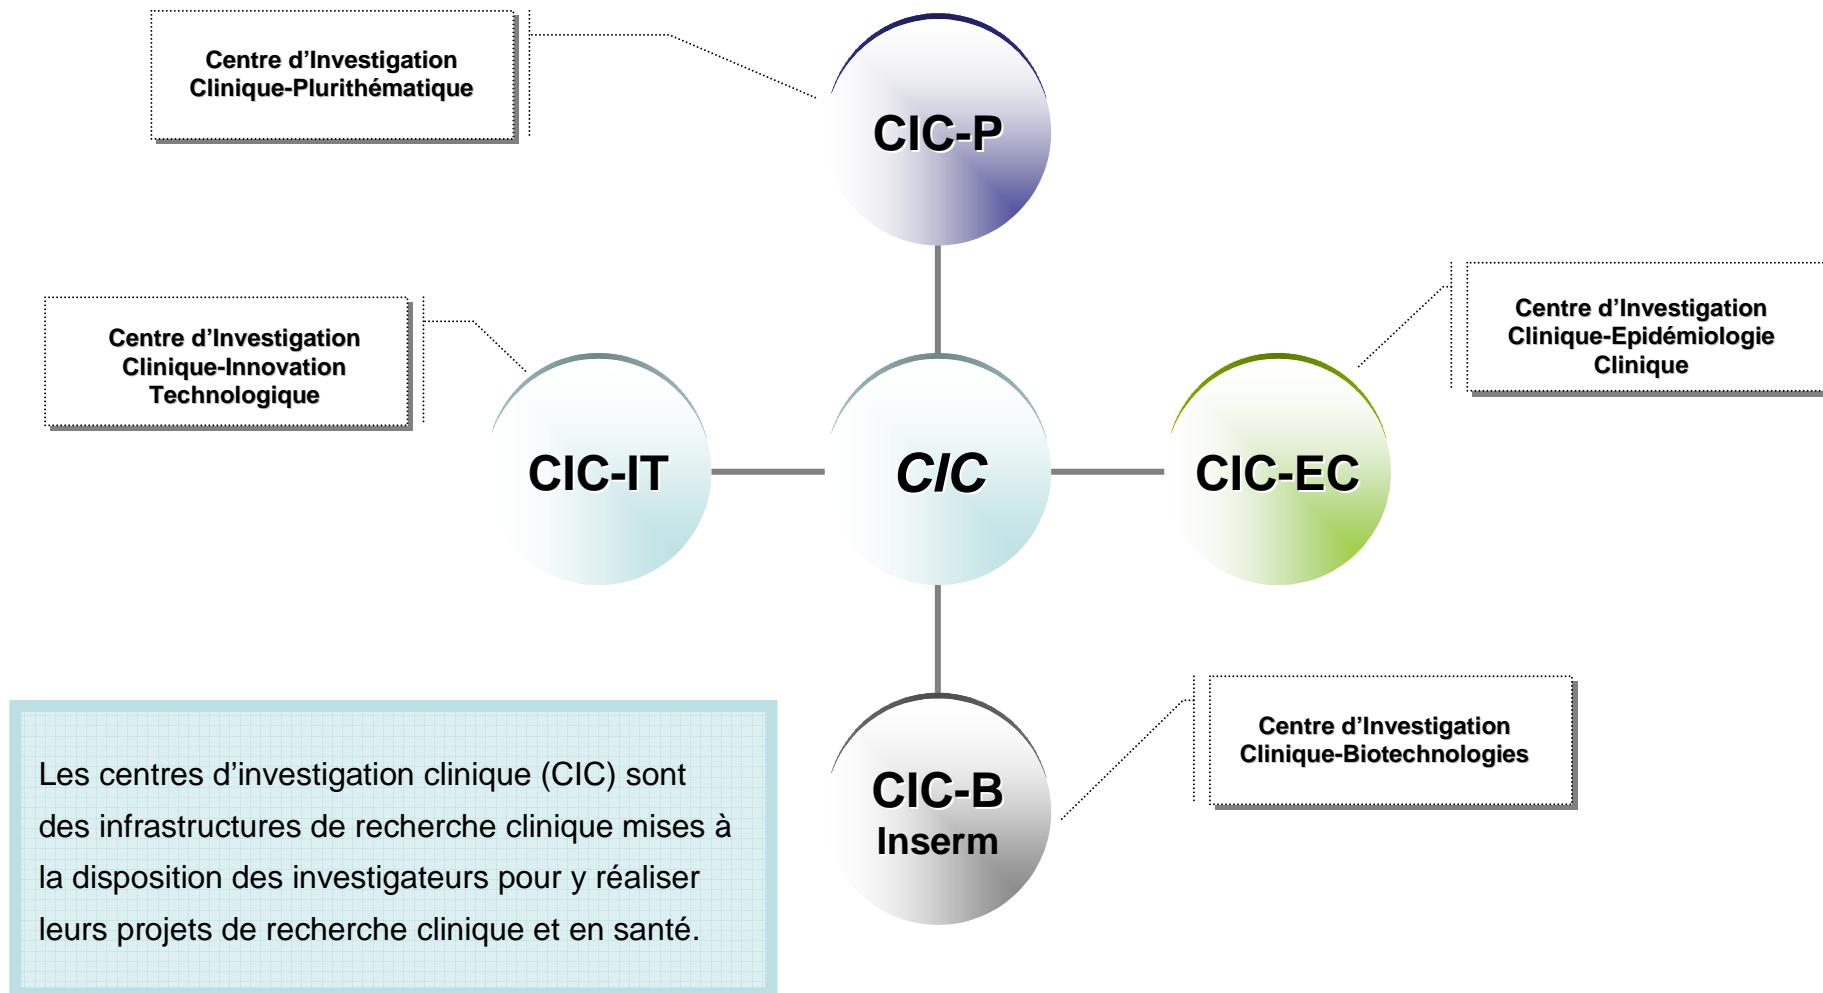 Centre d’Investigation
Clinique-Plurithématique
CIC-P
Centre d’Investigation
Clinique-Innovation
Technologique
Centre d’Investigation
Clinique-Epidémiologie
Clinique
CIC-IT
CIC
CIC-EC
Centre d’Investigation
Clinique-Biotechnologies
CIC-B
Inserm
Les centres d’investigation clinique (CIC) sont
des infrastructures de recherche clinique mises à
la disposition des investigateurs pour y réaliser
leurs projets de recherche clinique et en santé.